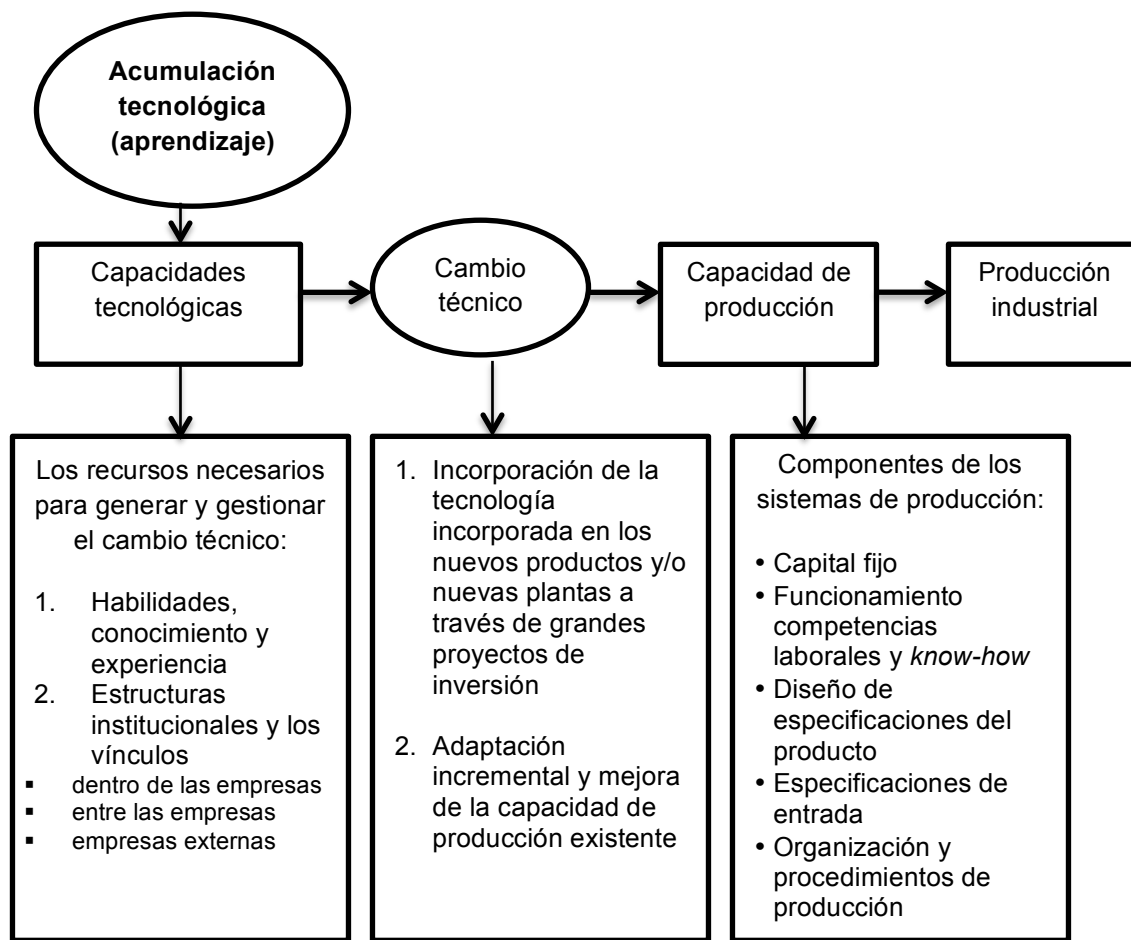 Acumulación
tecnológica
(aprendizaje)
Capacidades
tecnológicas
Cambio
técnico
Capacidad de
producción
Producción
industrial
Los recursos necesarios
para generar y gestionar
el cambio técnico:
1. Habilidades,
conocimiento y
experiencia
2. Estructuras
institucionales y los
vínculos
▪ dentro de las empresas
▪ entre las empresas
▪ empresas externas
1. Incorporación de la
tecnología
incorporada en los
nuevos productos y/o
nuevas plantas a
través de grandes
proyectos de
inversión
2. Adaptación
incremental y mejora
de la capacidad de
producción existente
Componentes de los
sistemas de producción:
• Capital fijo
• Funcionamiento
competencias
laborales y know-how
• Diseño de
especificaciones del
producto
• Especificaciones de
entrada
• Organización y
procedimientos de
producción